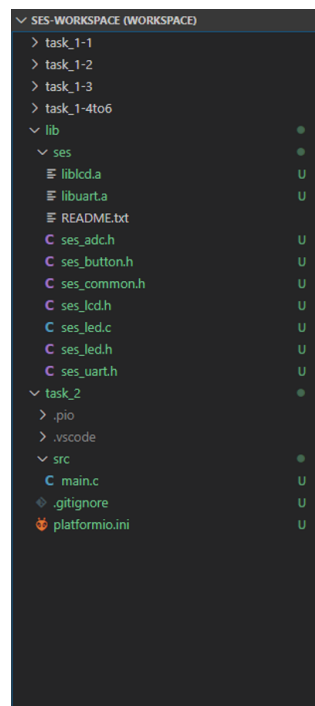 SES-WORKSPACE (WORKSPACE)
task_1-1
task_1-2
task_1-3
task_1-4to6
lib
ses
liblcd.a U
libuart.a U
README.txt
C ses_adc.h U
C ses_button.h U
C ses_common.h U
C ses_lcd.h U
C ses_led.c U
C ses_led.h U
C ses_uart.h U
task_2
.pio
.vscode
src
C main.c U
.gitignore U
platformio.ini U